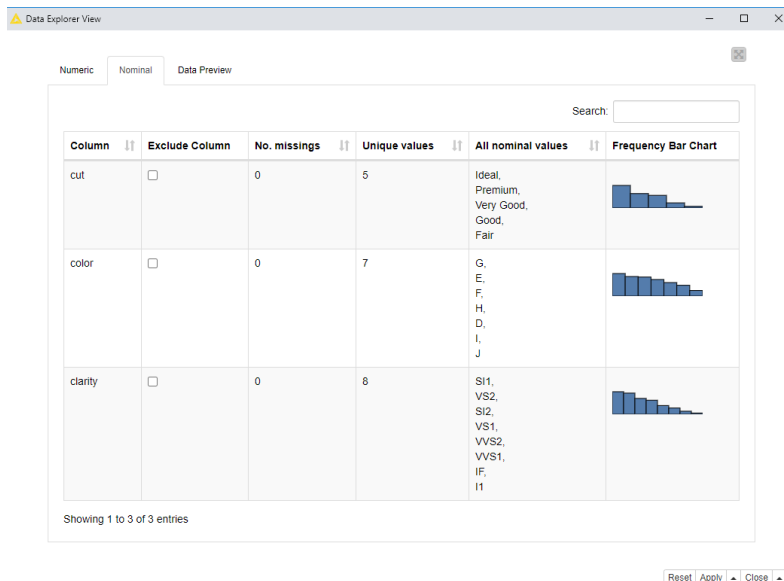 Data Explorer View
Numeric Nominal Data Preview
Search:
Column Exclude Column No. missings Unique values All nominal values Frequency Bar Chart
cut 0 5 Ideal,
Premium,
Very Good,
Good,
Fair
color 0 7 G,
E,
F,
H,
D,
I,
J
clarity 0 8 SI1,
VS2,
SI2,
VS1,
VVS2,
VVS1,
IF,
I1
Showing 1 to 3 of 3 entries
Reset Apply Close